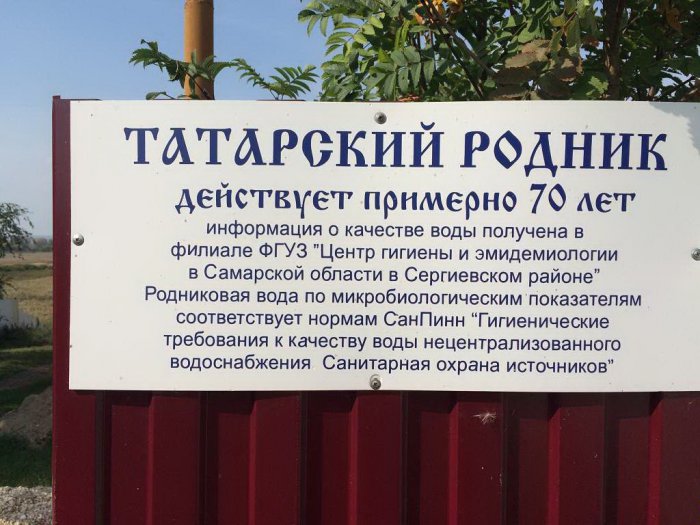 ТАТАРСКИЙ РОДНИК
действует примерно 70 лет
информация о качестве воды получена в
филиале ФГУЗ "Центр гигиены и эмидемиологии
в Самарской области в Сергиевском районе"
Родниковая вода по микробиологическим показателям
соответствует нормам СанПинн "Гигиенические
требования к качеству воды нецентрализованного
водоснабжения Санитарная охрана источников"